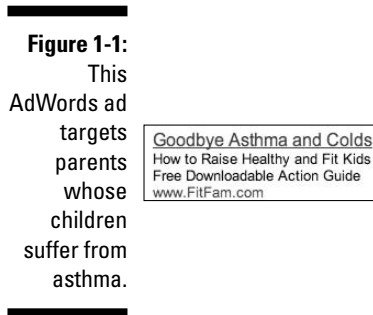 Figure 1-1:
This
AdWords ad
targets
parents
whose
children
suffer from
asthma.
Goodbye Asthma and Colds
How to Raise Healthy and Fit Kids
Free Downloadable Action Guide
www.FitFam.com